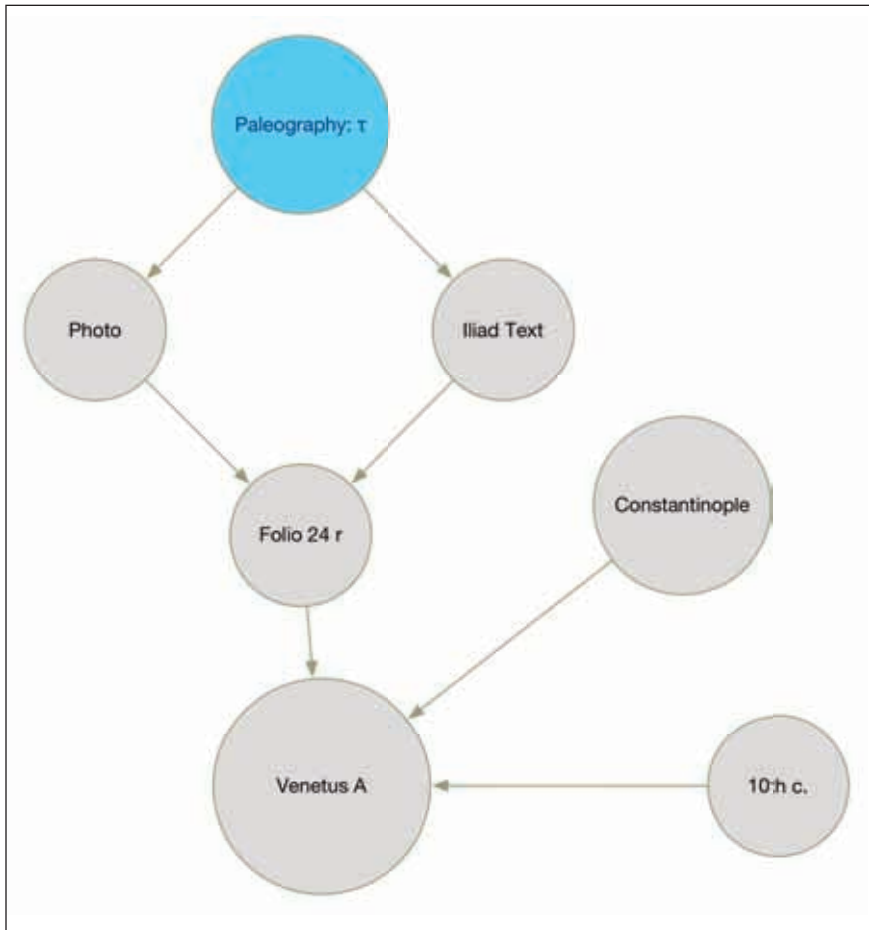 Paleography: τ
Photo
Iliad Text
Constantinople
Folio 24 r
Venetus A
10th c.